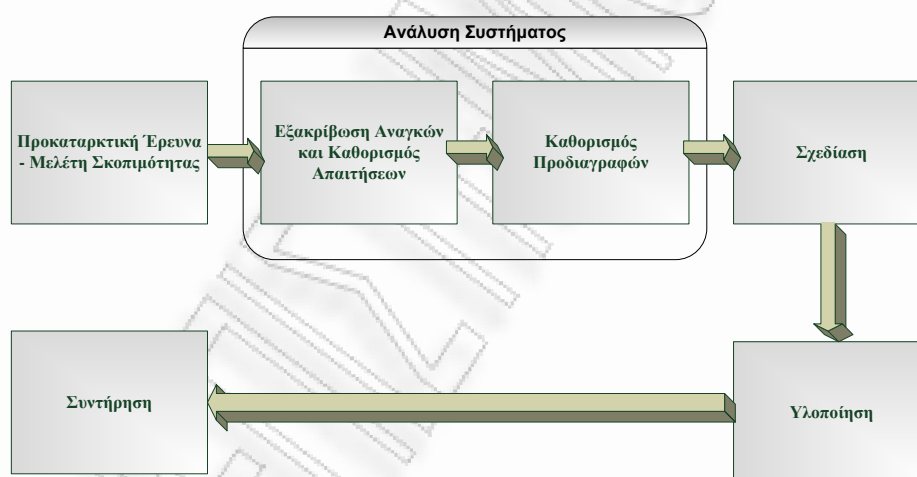 Ανάλυση Συστήματος
Προκαταρκτική Έρευνα
- Μελέτη Σκοπιμότητας
Εξακρίβωση Αναγκών
και Καθορισμός
Απαιτήσεων
Καθορισμός
Προδιαγραφών
Σχεδίαση
Συντήρηση
Υλοποίηση